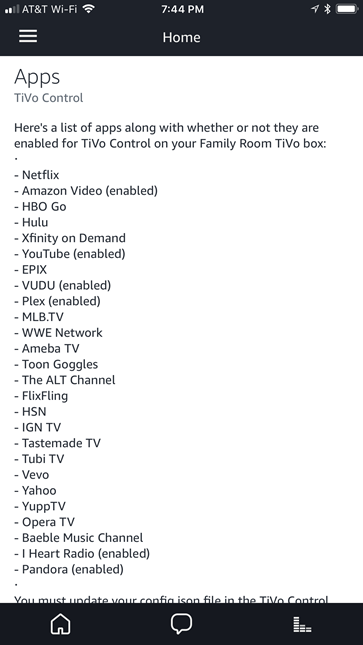 AT&T Wi-Fi 7:44 PM
Home
Apps
TiVo Control
Here's a list of apps along with whether or not they are
enabled for TiVo Control on your Family Room TiVo box:
.
- Netflix
- Amazon Video (enabled)
- HBO Go
- Hulu
- Xfinity on Demand
- YouTube (enabled)
- EPIX
- VUDU (enabled)
- Plex (enabled)
- MLB.TV
- WWE Network
- Ameba TV
- Toon Goggles
- The ALT Channel
- FlixFling
- HSN
- IGN TV
- Tastemade TV
- Tubi TV
- Vevo
- Yahoo
- YuppTV
- Opera TV
- Baeble Music Channel
- I Heart Radio (enabled)
- Pandora (enabled)
.
You must update your config.json file in the TiVo Control